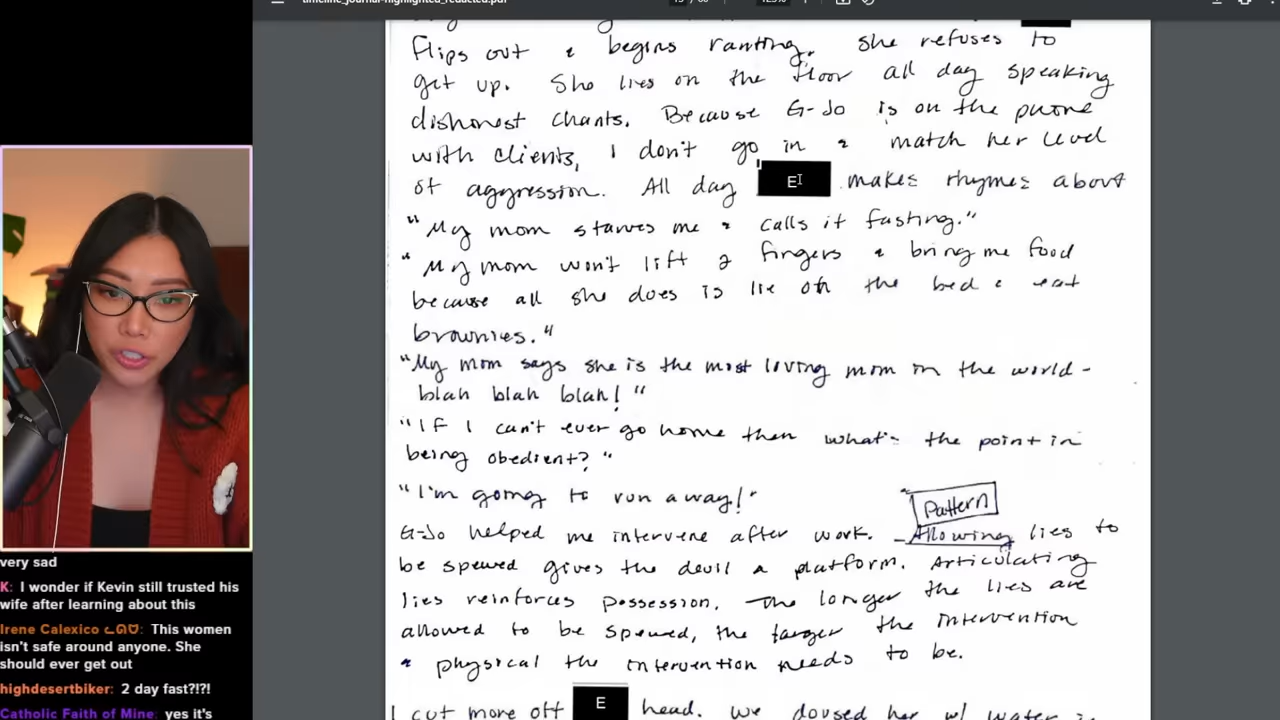 timeline_journal-highlighted_redacted.pdf
Flips out & begins ranting. She refuses to
get up. She lies on the floor all day speaking
dishonest chants. Because G-Jo is on the phone
with clients, I don't go in & match her level
of aggression. All day E makes rhymes about
"My mom starves me & calls it fasting."
"My mom won't lift 2 fingers & bring me food
because all she does is lie on the bed & eat
brownies."
"My mom says she is the most loving mom in the world -
blah blah blah!"
"If I can't ever go home then what's the point in
being obedient?"
"I'm going to run away!"
Pattern
G-Jo helped me intervene after work. - Allowing lies to
be spewed gives the devil a platform. Articulating
lies reinforces possession. The longer the lies are
allowed to be spewed, the larger the intervention
& physical the intervention needs to be.
I cut more off E head. We doused her w/ water
very sad
K: I wonder if Kevin still trusted his
wife after learning about this
Irene Calexico: This women
isn't safe around anyone. She
should ever get out
highdesertbiker: 2 day fast?!?!
Catholic Faith of Mine: yes it's